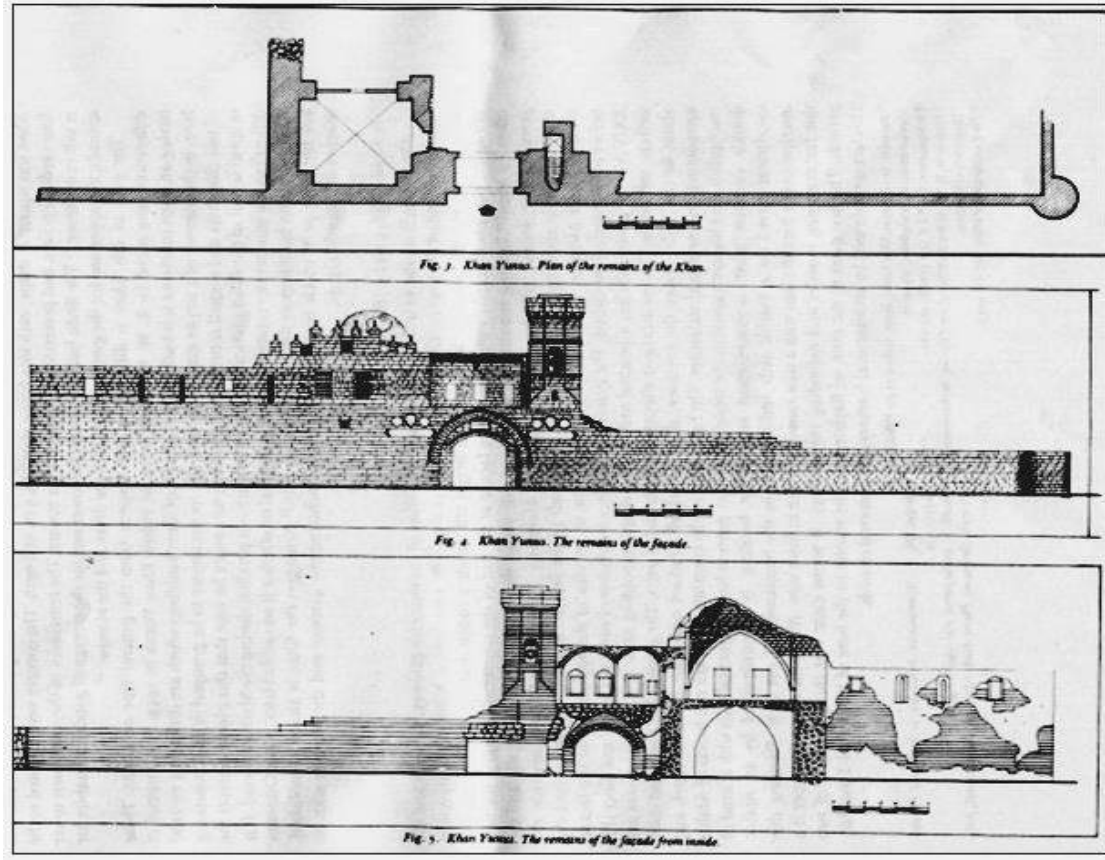 Fig. 3. Khan Yunus. Plan of the remains of the Khan.
Fig. 4. Khan Yunus. The remains of the façade.
Fig. 5. Khan Yunus. The remains of the façade from inside.